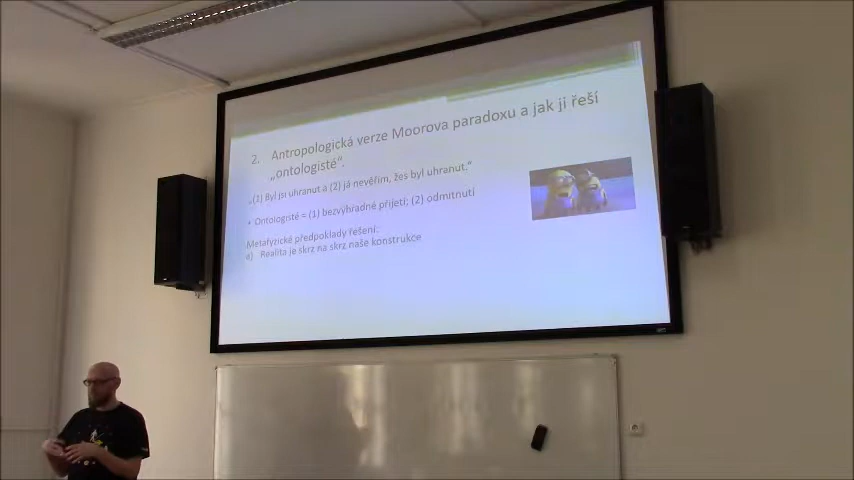 2. Antropologická verze Moorova paradoxu a jak ji řeší
„ontologisté“.
„(1) Byl jsi uhranut a (2) já nevěřím, žes byl uhranut.“
• Ontologisté = (1) bezvýhradné přijetí; (2) odmítnutí
Metafyzické předpoklady řešení:
a) Realita je skrz na skrz naše konstrukce